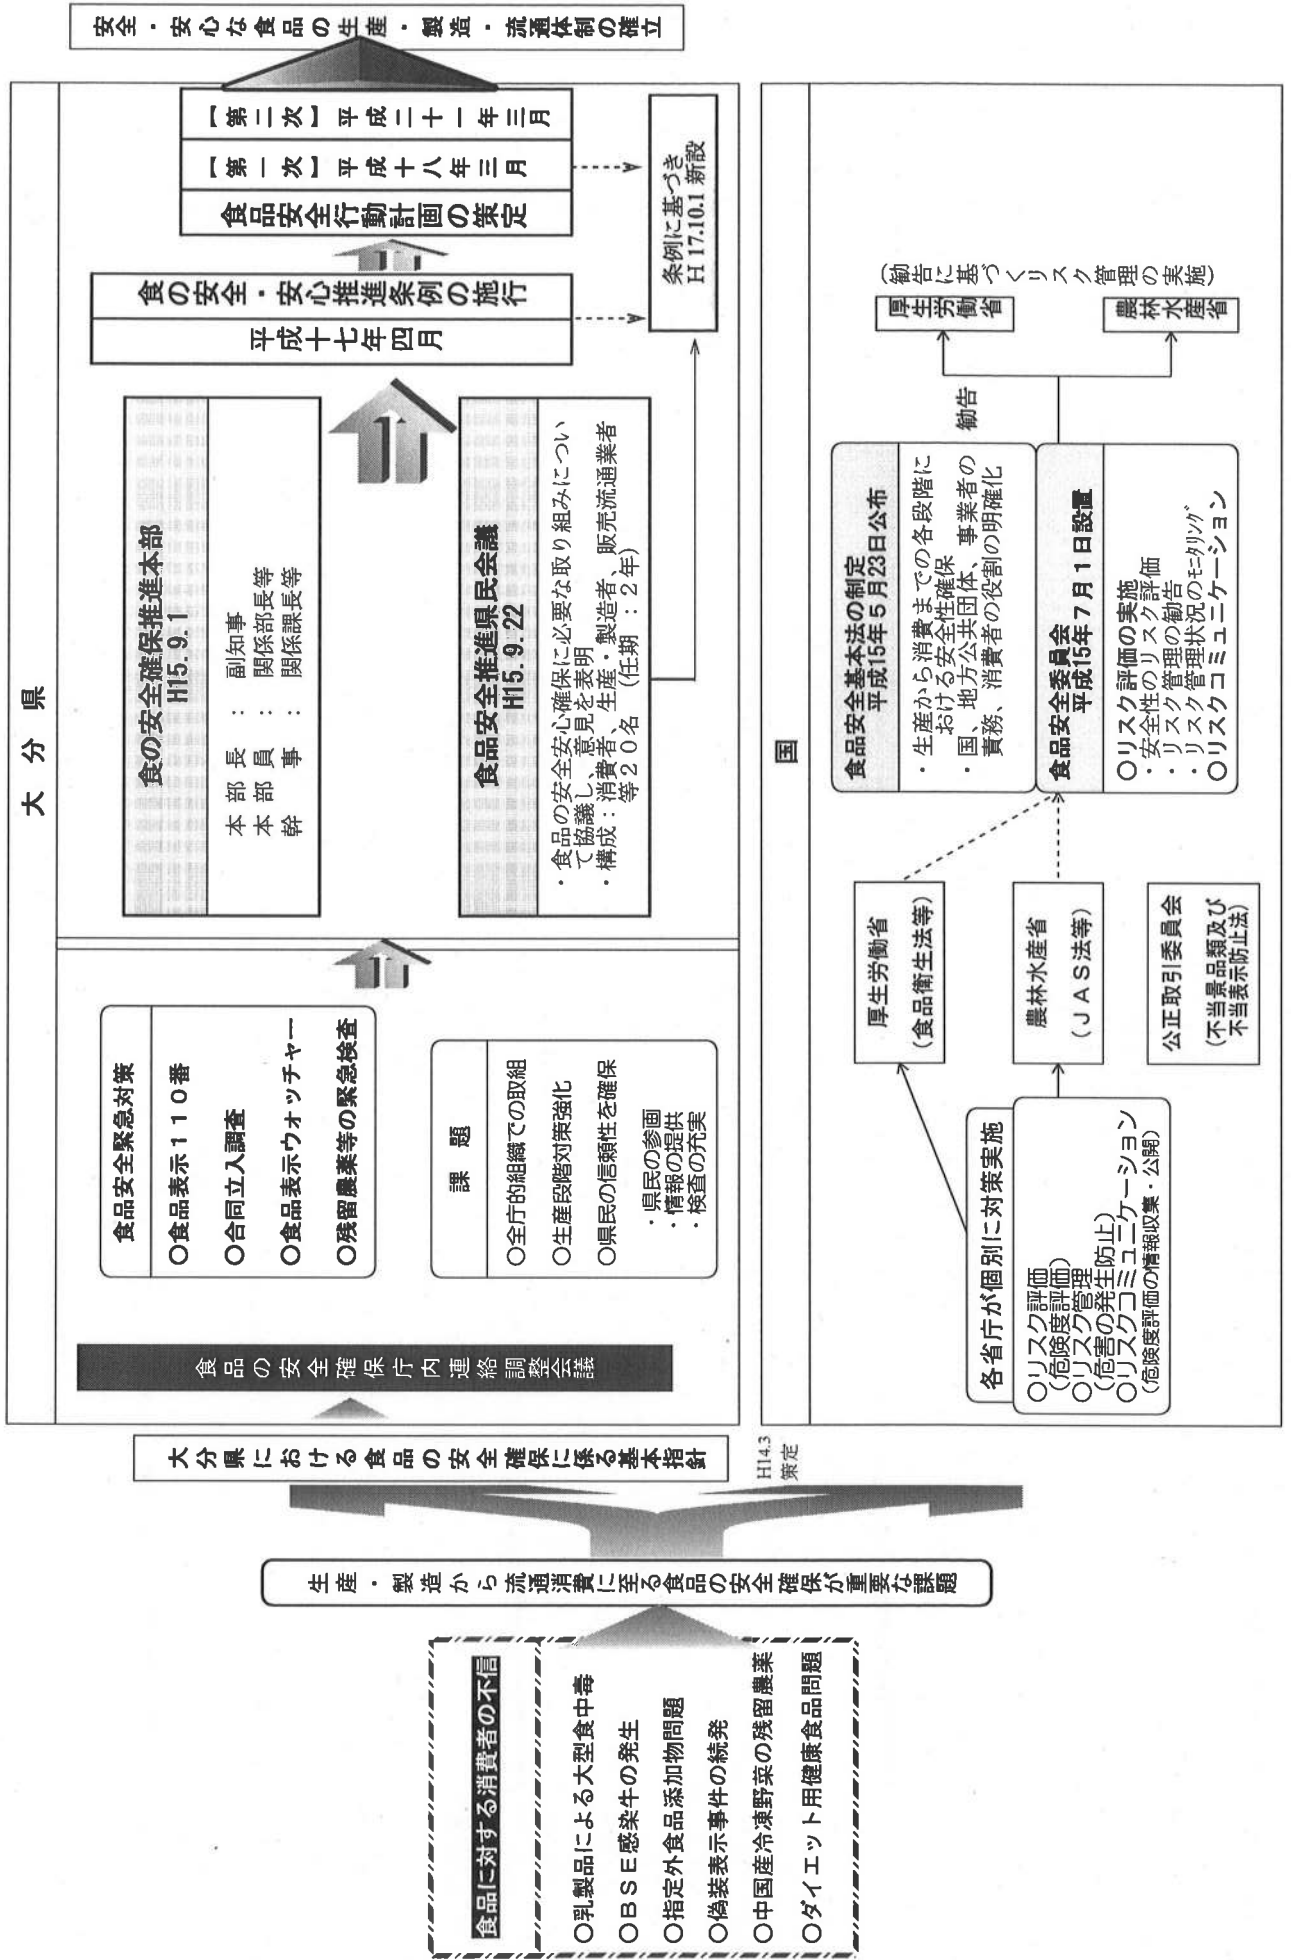 食品に対する消費者の不信
○乳製品による大型食中毒
○BSE感染牛の発生
○指定外食品添加物問題
○偽装表示事件の続発
○中国産冷凍野菜の残留農薬
○ダイエット用健康食品問題
生産・製造から流通消費に至る食品の安全確保が重要な課題
大分県における食品の安全確保に係る基本指針
H14.3
策定
大分県
食品の安全確保庁内連絡調整会議
食品安全緊急対策
○食品表示110番
○合同立入調査
○食品表示ウォッチャー
○残留農薬等の緊急検査
課題
○全庁的組織での取組
○生産段階対策強化
○県民の信頼性を確保
・県民の参画
・情報の提供
・検査の充実
食の安全確保推進本部
H15.9.1
本部長：副知事
本部員：関係部長等
幹事：関係課長等
食品安全推進県民会議
H15.9.22
・食品の安全安心確保に必要な取り組みについ
て協議し、意見を表明
・構成：消費者、生産・製造者、販売流通業者
等20名（任期：2年）
平成十七年四月
食の安全・安心推進条例の施行
食品安全行動計画の策定
【第一次】平成十八年三月
【第二次】平成二十一年三月
条例に基づき
H17.10.1新設
安全・安心な食品の生産・製造・流通体制の確立
国
各省庁が個別に対策実施
○リスク評価
（危険度評価）
○リスク管理
（危害の発生防止）
○リスクコミュニケーション
（危険度評価の情報収集・公開）
厚生労働省
（食品衛生法等）
農林水産省
（JAS法等）
公正取引委員会
（不当景品類及び
不当表示防止法）
食品安全基本法の制定
平成15年5月23日公布
・生産から消費までの各段階に
おける安全性確保
・国、地方公共団体、事業者の
責務、消費者の役割の明確化
食品安全委員会
平成15年7月1日設置
○リスク評価の実施
・安全性のリスク評価
・リスク管理の勧告
・リスク管理状況のモニタリング
○リスクコミュニケーション
勧告
厚生労働省
農林水産省
（勧告に基づくリスク管理の実施）